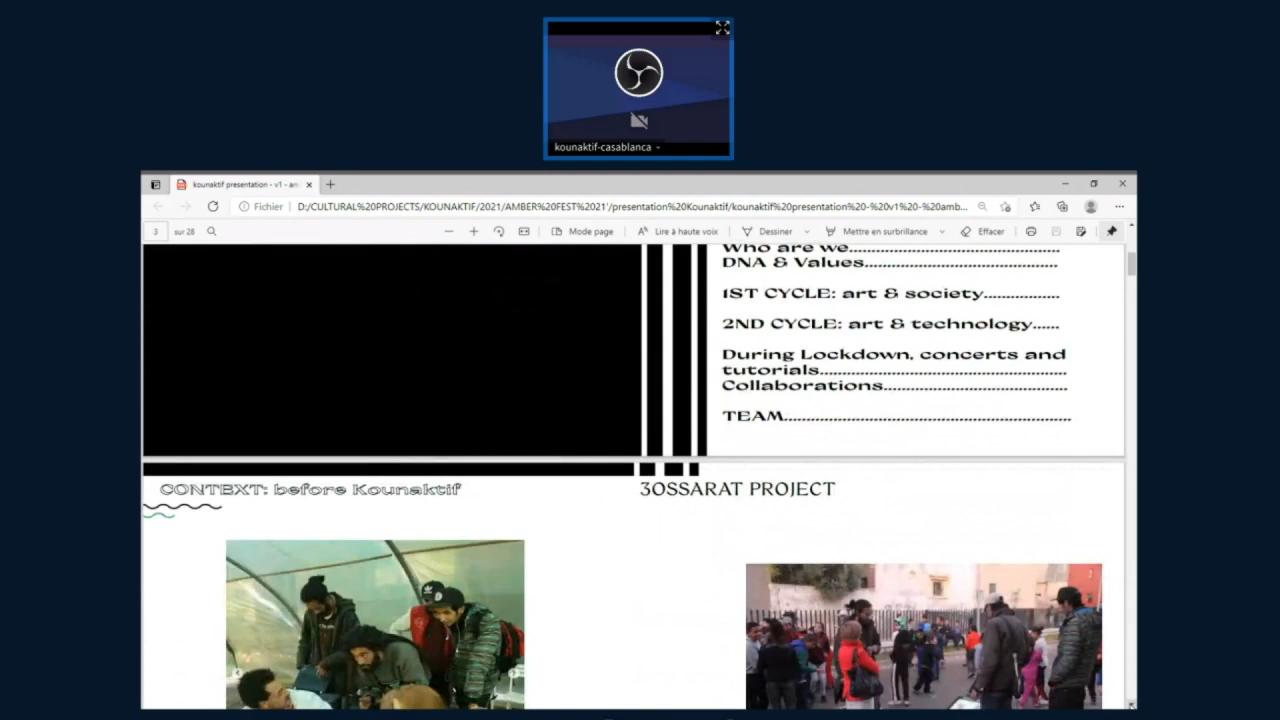 kounaktif-casablanca
kounaktif presentation - v1 - am
Fichier D:/CULTURAL%20PROJECTS/KOUNAKTIF/2021/AMBER%20FEST%2021'/presentation%20Kounaktif/kounaktif%20presentation%20-%20v1%20-%20amb...
3 sur 28 Mode page Lire à haute voix Dessiner Mettre en surbrillance Effacer
Who are we
DNA & Values
1ST CYCLE: art & society
2ND CYCLE: art & technology
During Lockdown, concerts and
tutorials
Collaborations
TEAM
CONTEXT: before Kounaktif
3OSSARAT PROJECT